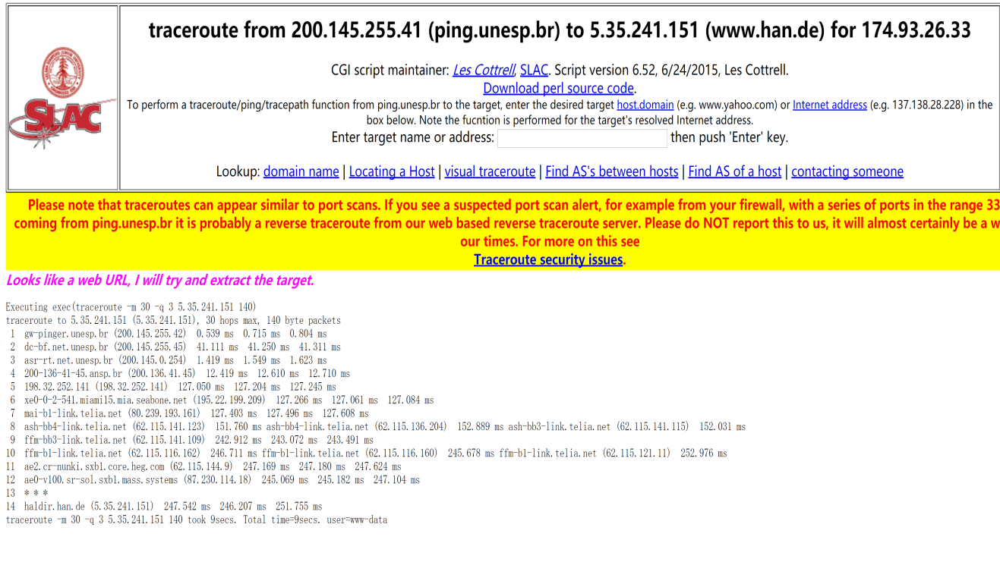 traceroute from 200.145.255.41 (ping.unesp.br) to 5.35.241.151 (www.han.de) for 174.93.26.33
CGI script maintainer: Les Cottrell, SLAC. Script version 6.52, 6/24/2015, Les Cottrell.
Download perl source code.
To perform a traceroute/ping/tracepath function from ping.unesp.br to the target, enter the desired target host.domain (e.g. www.yahoo.com) or Internet address (e.g. 137.138.28.228) in the
box below. Note the fucntion is performed for the target's resolved Internet address.
Enter target name or address: then push 'Enter' key.
SLAC
Lookup: domain name | Locating a Host | visual traceroute | Find AS's between hosts | Find AS of a host | contacting someone
Please note that traceroutes can appear similar to port scans. If you see a suspected port scan alert, for example from your firewall, with a series of ports in the range 33
coming from ping.unesp.br it is probably a reverse traceroute from our web based reverse traceroute server. Please do NOT report this to us, it will almost certainly be a w
our times. For more on this see
Traceroute security issues.
Looks like a web URL, I will try and extract the target.
Executing exec(traceroute -m 30 -q 3 5.35.241.151 140)
traceroute to 5.35.241.151 (5.35.241.151), 30 hops max, 140 byte packets
1 gw-pinger.unesp.br (200.145.255.42) 0.539 ms 0.715 ms 0.804 ms
2 dc-bf.net.unesp.br (200.145.255.45) 41.111 ms 41.250 ms 41.311 ms
3 asr-rt.net.unesp.br (200.145.0.254) 1.419 ms 1.549 ms 1.623 ms
4 200-136-41-45.ansp.br (200.136.41.45) 12.419 ms 12.610 ms 12.710 ms
5 198.32.252.141 (198.32.252.141) 127.050 ms 127.204 ms 127.245 ms
6 xe0-0-2-541.miami15.mia.seabone.net (195.22.199.209) 127.266 ms 127.061 ms 127.084 ms
7 mai-b1-link.telia.net (80.239.193.161) 127.403 ms 127.496 ms 127.608 ms
8 ash-bb4-link.telia.net (62.115.141.123) 151.760 ms ash-bb4-link.telia.net (62.115.136.204) 152.889 ms ash-bb3-link.telia.net (62.115.141.115) 152.031 ms
9 ffm-bb3-link.telia.net (62.115.141.109) 242.912 ms 243.072 ms 243.491 ms
10 ffm-b1-link.telia.net (62.115.116.162) 246.711 ms ffm-b1-link.telia.net (62.115.116.160) 245.678 ms ffm-b1-link.telia.net (62.115.121.11) 252.976 ms
11 ae2.cr-nunki.sxb1.core.heg.com (62.115.144.9) 247.169 ms 247.180 ms 247.624 ms
12 ae0-v100.sr-sol.sxb1.mass.systems (87.230.114.18) 245.069 ms 245.182 ms 247.104 ms
13 * * *
14 haldir.han.de (5.35.241.151) 247.542 ms 246.207 ms 251.755 ms
traceroute -m 30 -q 3 5.35.241.151 140 took 9secs. Total time=9secs. user=www-data